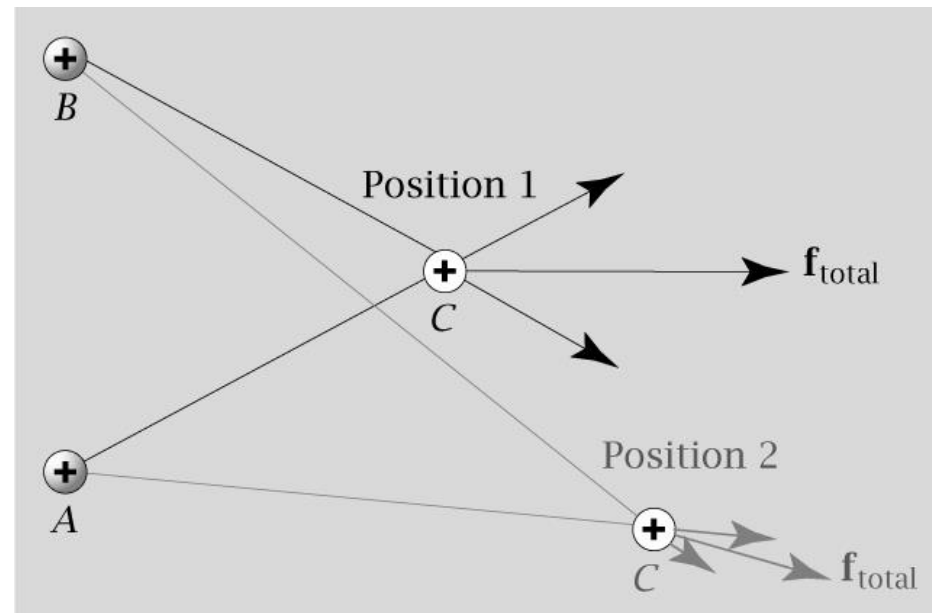 +
B
Position 1
+
C
f_total
+
A
Position 2
+
C
f_total